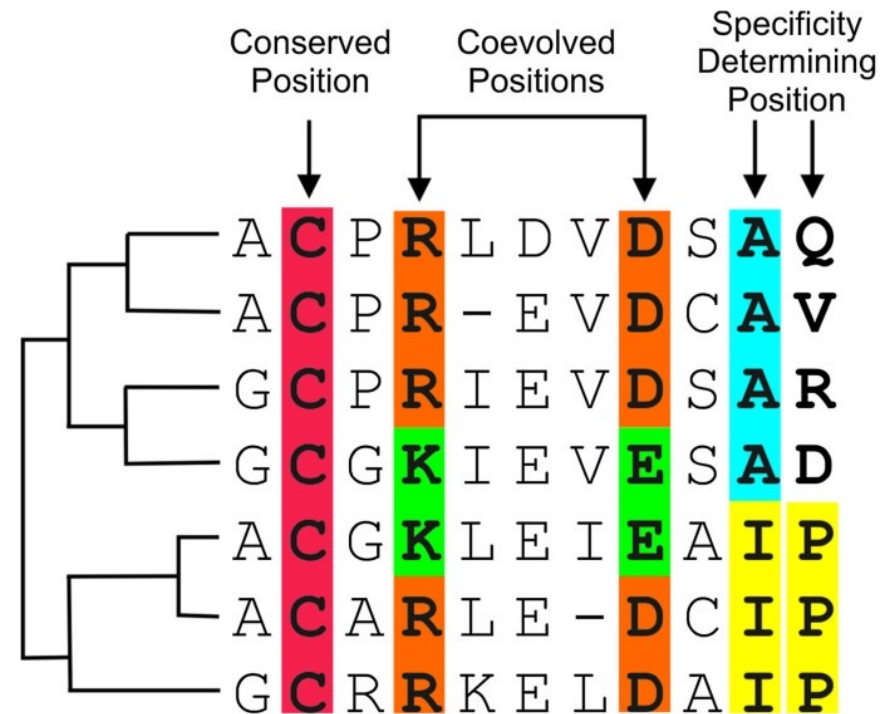 Conserved
Position
Coevolved
Positions
Specificity
Determining
Position
A C P R L D V D S A Q
A C P R - E V D C A V
G C P R I E V D S A R
G C G K I E V E S A D
A C G K L E I E A I P
A C A R L E - D C I P
G C R R K E L D A I P